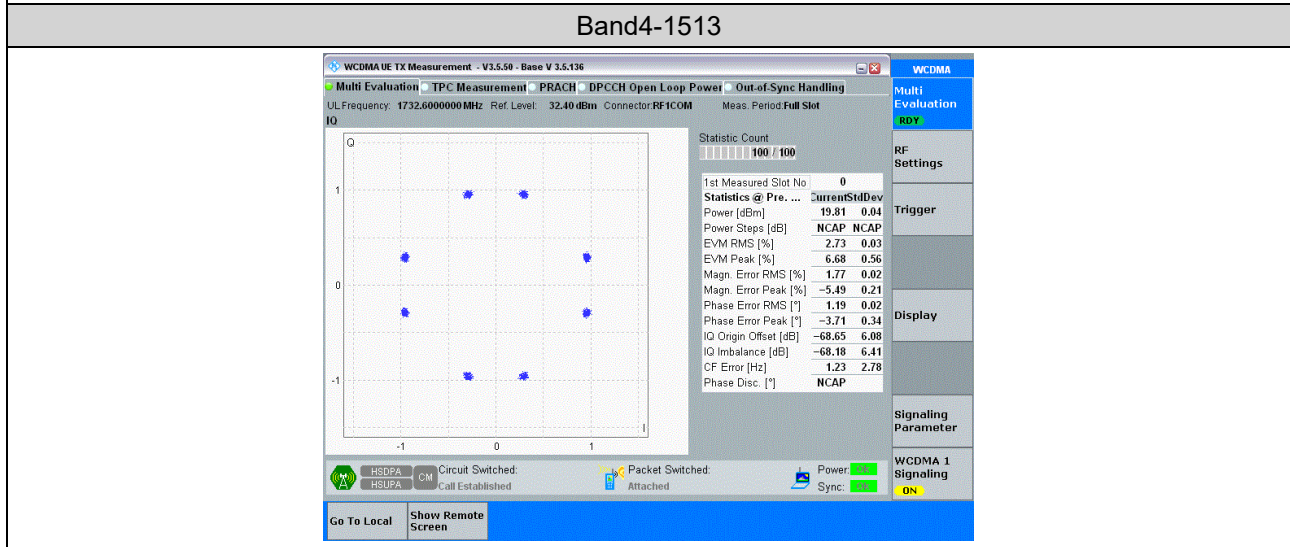 Band4-1513
WCDMA UE TX Measurement - V3.5.50 - Base V 3.5.136
WCDMA
Multi Evaluation TPC Measurement PRACH DPCCH Open Loop Power Out-of-Sync Handling
Multi
Evaluation
RDY
UL Frequency: 1732.6000000 MHz Ref. Level: 32.40 dBm Connector:RF1COM Meas. Period:Full Slot
IQ
Q
1
0
-1
I
-1 0 1
Statistic Count
100 / 100
1st Measured Slot No 0
Statistics @ Pre. ... Current StdDev
Power [dBm] 19.81 0.04
Power Steps [dB] NCAP NCAP
EVM RMS [%] 2.73 0.03
EVM Peak [%] 6.68 0.56
Magn. Error RMS [%] 1.77 0.02
Magn. Error Peak [%] −5.49 0.21
Phase Error RMS [°] 1.19 0.02
Phase Error Peak [°] −3.71 0.34
IQ Origin Offset [dB] −68.65 6.08
IQ Imbalance [dB] −68.18 6.41
CF Error [Hz] 1.23 2.78
Phase Disc. [°] NCAP
RF
Settings
Trigger
Display
Signaling
Parameter
WCDMA 1
Signaling
ON
HSDPA
HSUPA
CM
Circuit Switched:
Call Established
Packet Switched:
Attached
Power: OK
Sync: OK
Go To Local
Show Remote
Screen